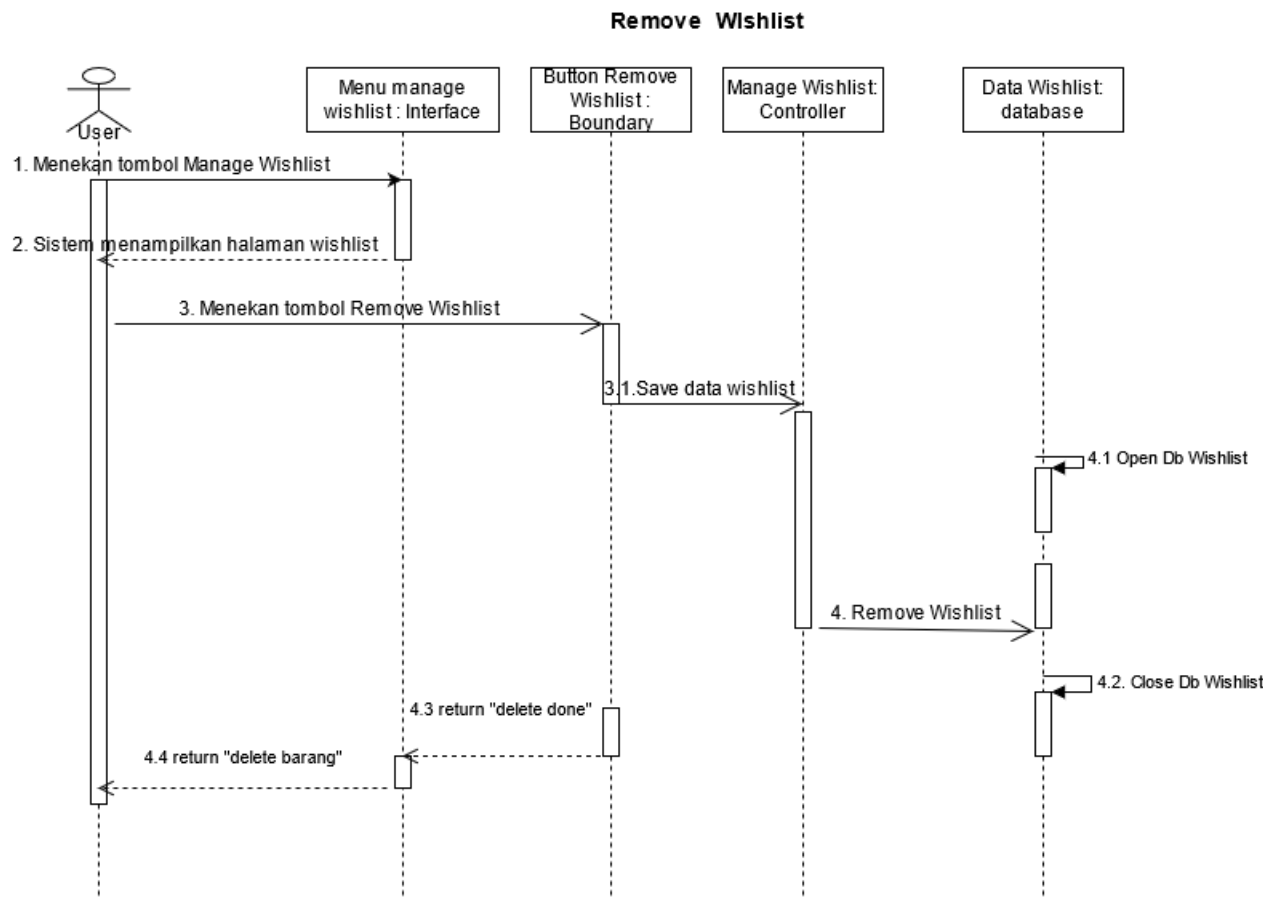 Remove WIshlist
User
Menu manage
wishlist : Interface
Button Remove
Wishlist :
Boundary
Manage Wishlist:
Controller
Data Wishlist:
database
1. Menekan tombol Manage Wishlist
2. Sistem menampilkan halaman wishlist
3. Menekan tombol Remove Wishlist
3.1.Save data wishlist
4.1 Open Db Wishlist
4. Remove Wishlist
4.2. Close Db Wishlist
4.3 return "delete done"
4.4 return "delete barang"